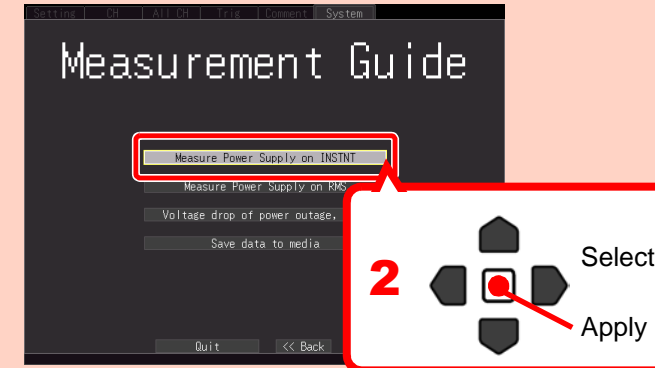 Setting CH All CH Trig Comment System
Measurement Guide
Measure Power Supply on INSTNT
Measure Power Supply on RMS
Voltage drop of power outage,
Save data to media
2
Select
Apply
Quit << Back